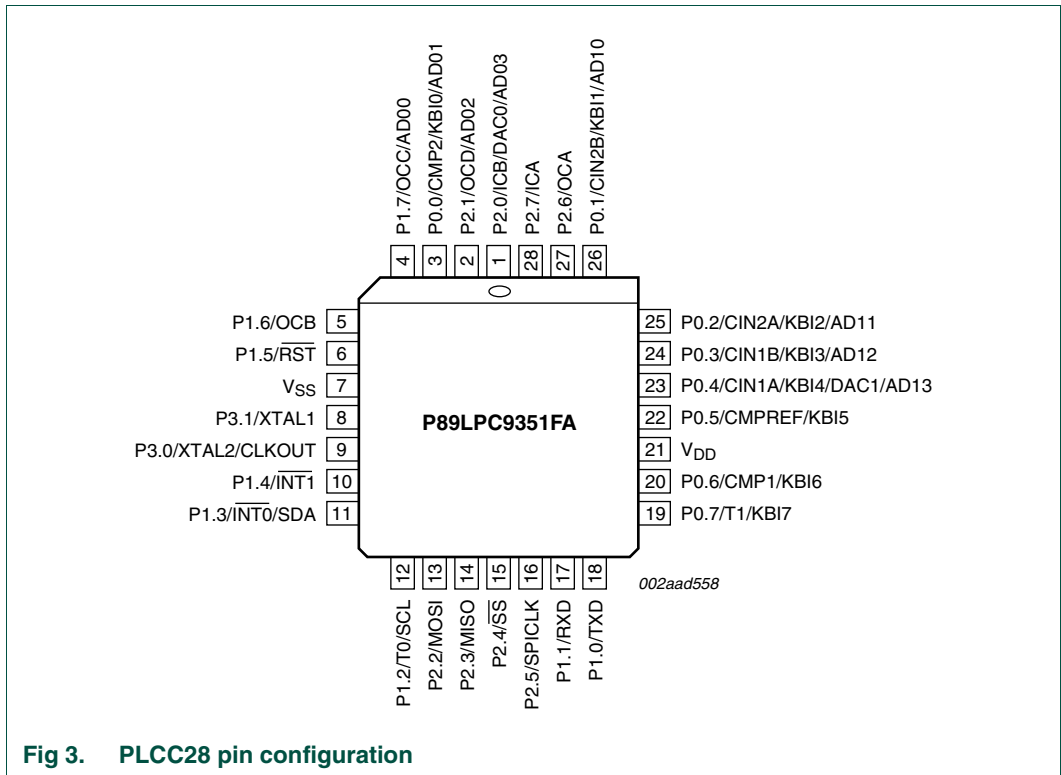 P1.7/OCC/AD00
P0.0/CMP2/KBI0/AD01
P2.1/OCD/AD02
P2.0/ICB/DAC0/AD03
P2.7/ICA
P2.6/OCA
P0.1/CIN2B/KBI1/AD10
4
3
2
1
28
27
26
P1.6/OCB 5
P1.5/R̅S̅T̅ 6
VSS 7
P3.1/XTAL1 8
P3.0/XTAL2/CLKOUT 9
P1.4/I̅N̅T̅1̅ 10
P1.3/I̅N̅T̅0̅/SDA 11
P89LPC9351FA
25 P0.2/CIN2A/KBI2/AD11
24 P0.3/CIN1B/KBI3/AD12
23 P0.4/CIN1A/KBI4/DAC1/AD13
22 P0.5/CMPREF/KBI5
21 VDD
20 P0.6/CMP1/KBI6
19 P0.7/T1/KBI7
12
13
14
15
16
17
18
P1.2/T0/SCL
P2.2/MOSI
P2.3/MISO
P2.4/S̅S̅
P2.5/SPICLK
P1.1/RXD
P1.0/TXD
002aad558
Fig 3. PLCC28 pin configuration